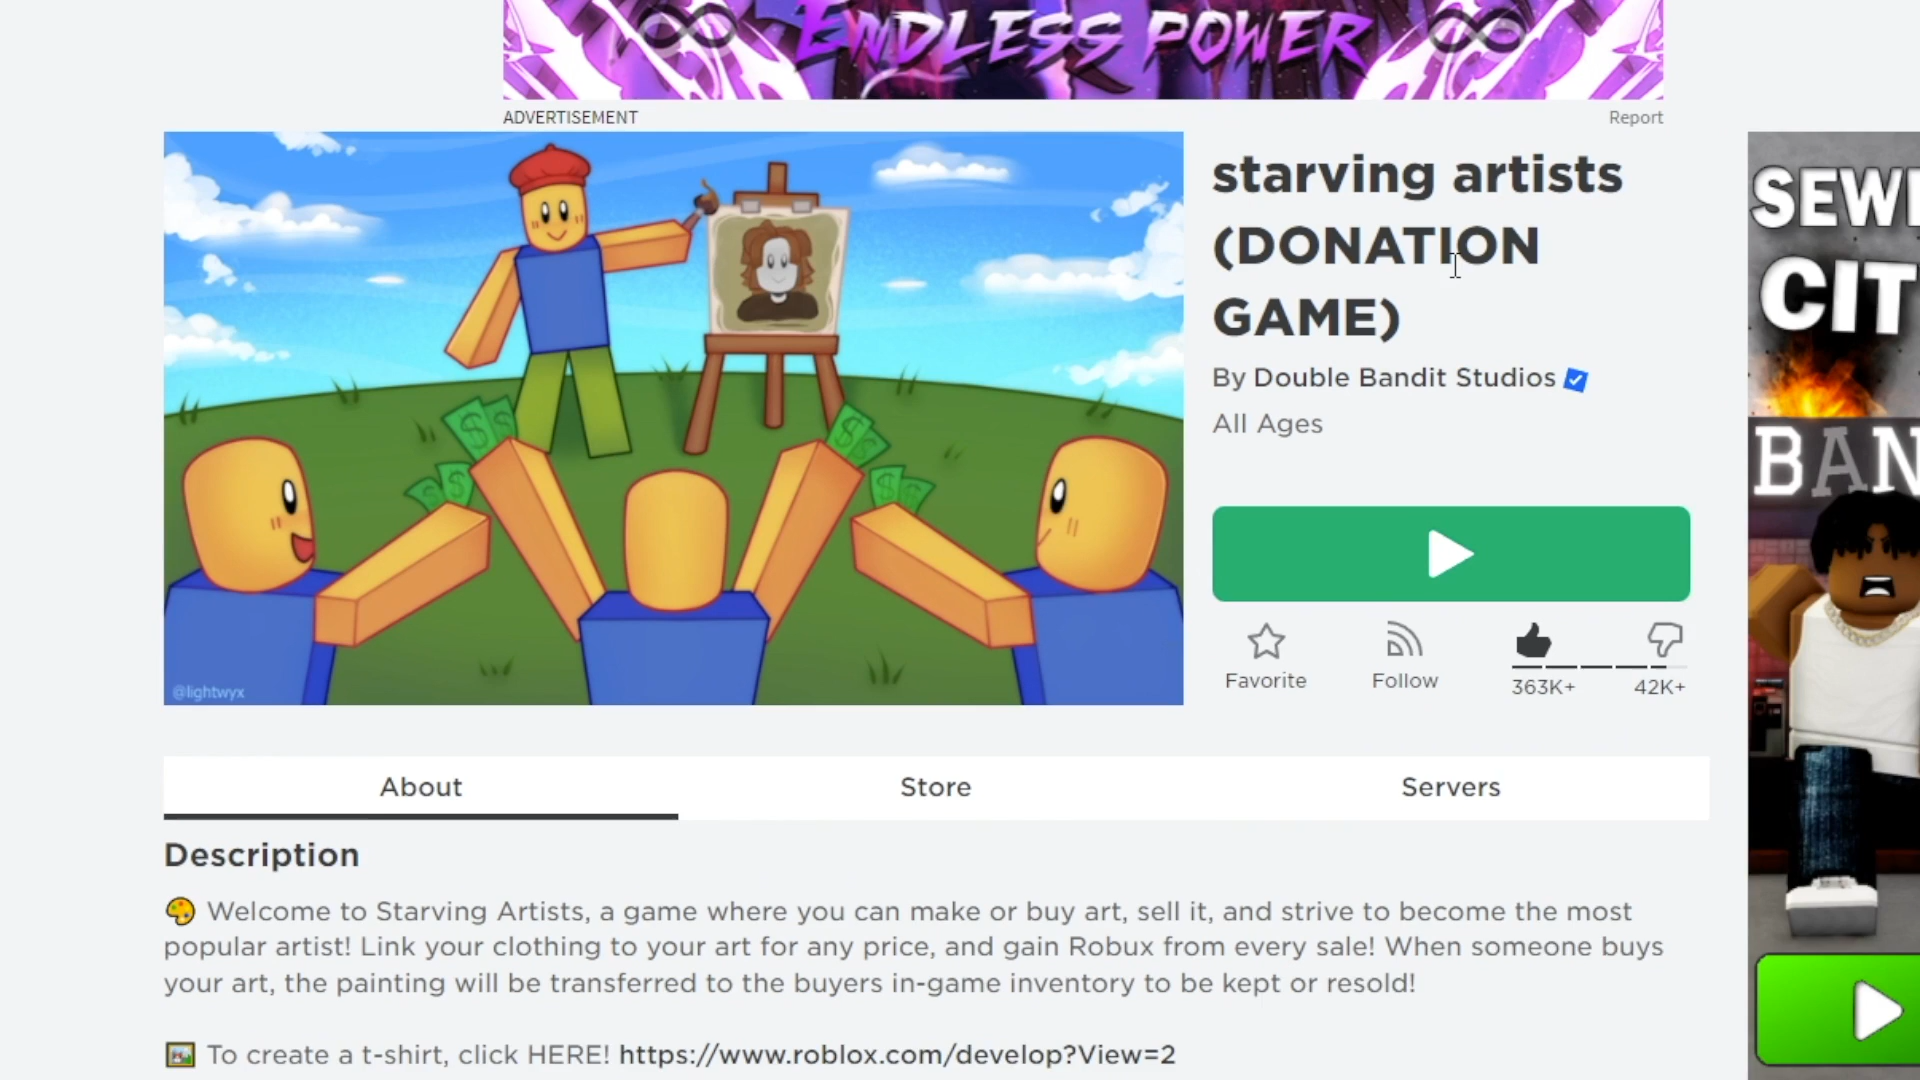 ENDLESS POWER
ADVERTISEMENT
Report
starving artists
(DONATION
GAME)
By Double Bandit Studios
All Ages
Favorite
Follow
363K+
42K+
@lightwyx
About
Store
Servers
Description
Welcome to Starving Artists, a game where you can make or buy art, sell it, and strive to become the most
popular artist! Link your clothing to your art for any price, and gain Robux from every sale! When someone buys
your art, the painting will be transferred to the buyers in-game inventory to be kept or resold!
To create a t-shirt, click HERE! https://www.roblox.com/develop?View=2
SEWE
CIT
BAN